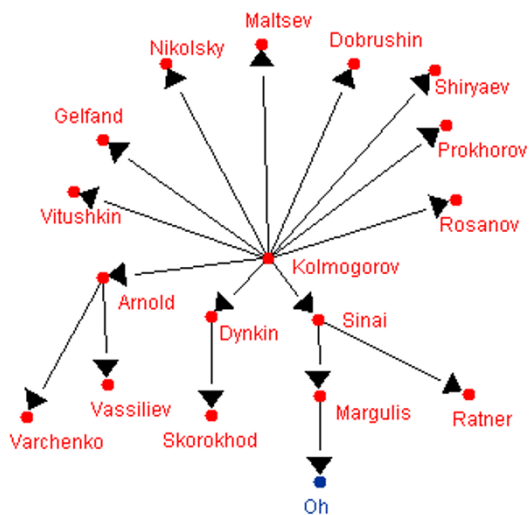 Maltsev
Dobrushin
Nikolsky
Shiryaev
Gelfand
Prokhorov
Vitushkin
Rosanov
Kolmogorov
Arnold
Dynkin
Sinai
Vassiliev
Margulis
Ratner
Varchenko
Skorokhod
Oh